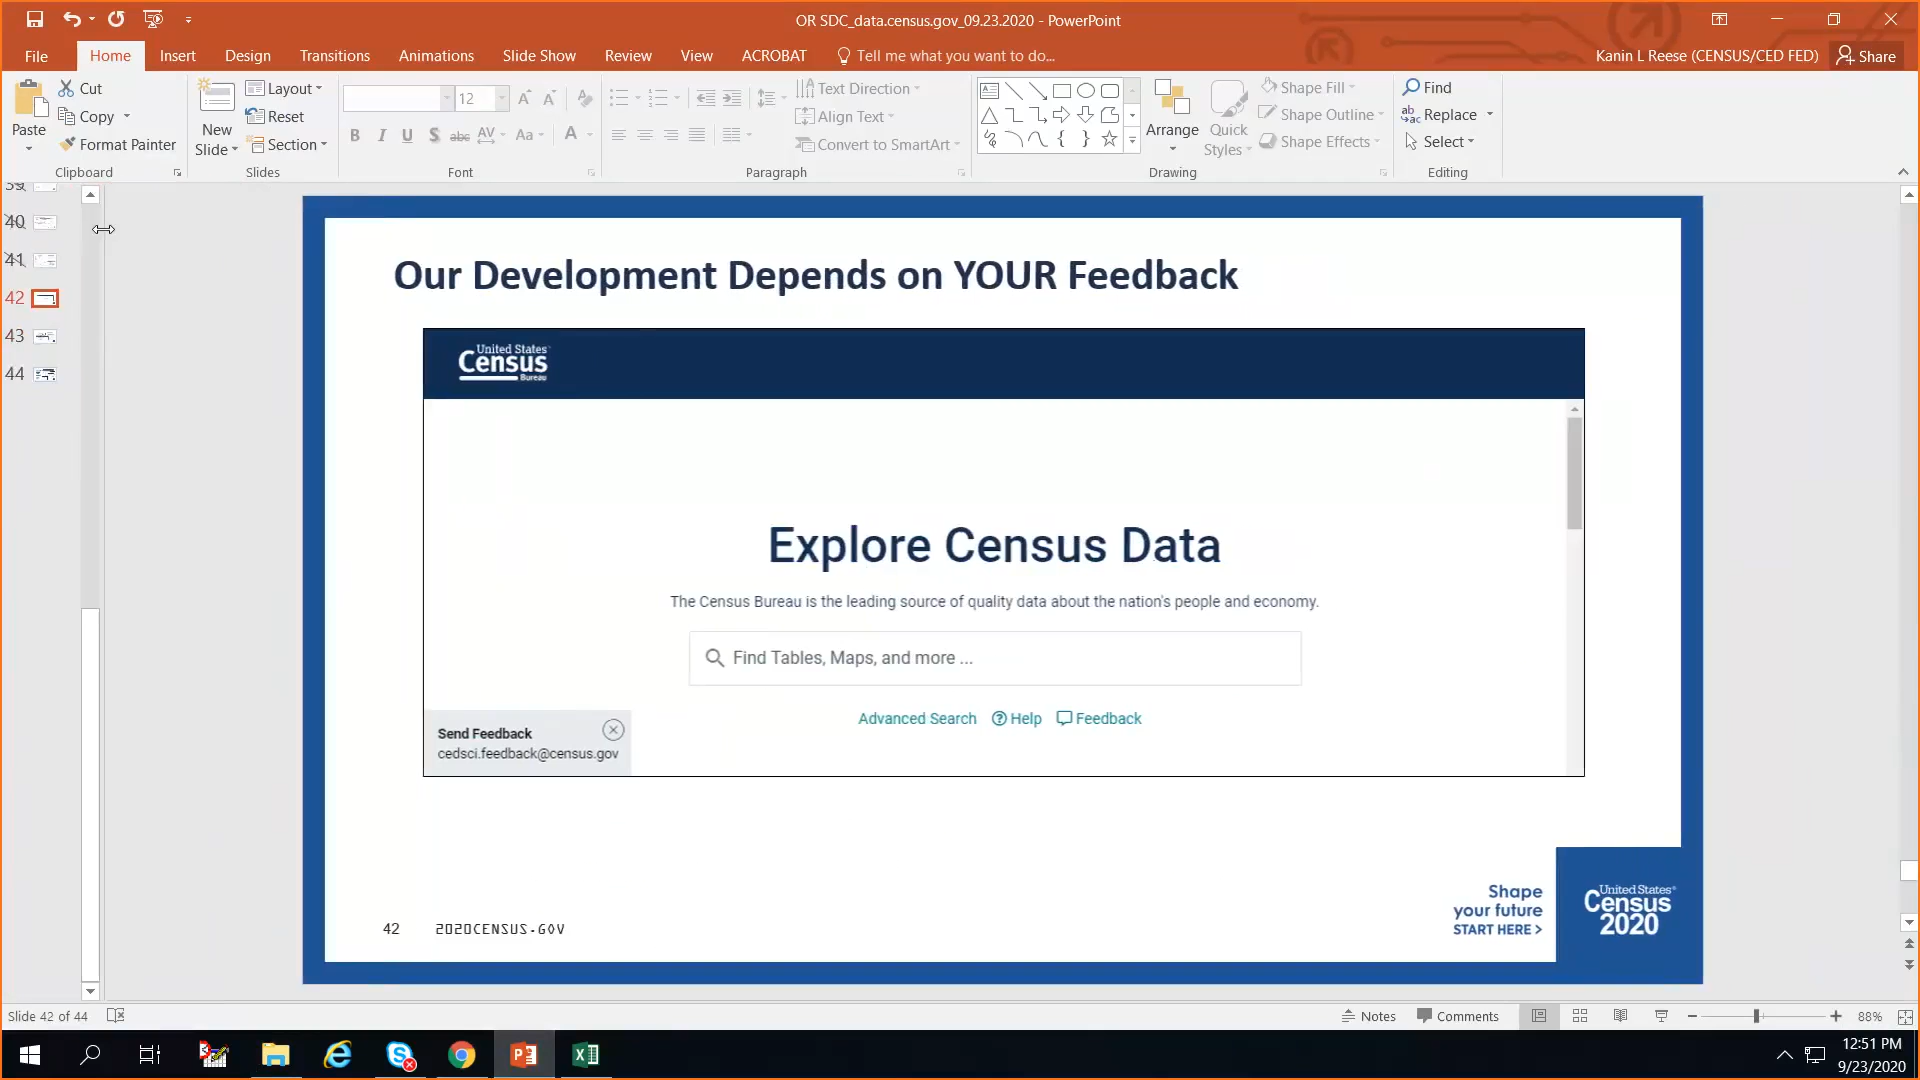 OR SDC_data.census.gov_09.23.2020 - PowerPoint
File Home Insert Design Transitions Animations Slide Show Review View ACROBAT Tell me what you want to do... Kanin L Reese (CENSUS/CED FED) Share
Paste
Cut
Copy
Format Painter
Clipboard
New Slide
Layout
Reset
Section
Slides
12
B I U S abc AV Aa A
Font
Text Direction
Align Text
Convert to SmartArt
Paragraph
Arrange
Quick Styles
Shape Fill
Shape Outline
Shape Effects
Drawing
Find
Replace
Select
Editing
39
40
41
42
43
44
Our Development Depends on YOUR Feedback
United States
Census
Bureau
Explore Census Data
The Census Bureau is the leading source of quality data about the nation's people and economy.
Find Tables, Maps, and more ...
Advanced Search Help Feedback
Send Feedback
cedsci.feedback@census.gov
Shape
your future
START HERE >
United States
Census
2020
42 2020CENSUS.GOV
Slide 42 of 44 Notes Comments 88%
12:51 PM
9/23/2020